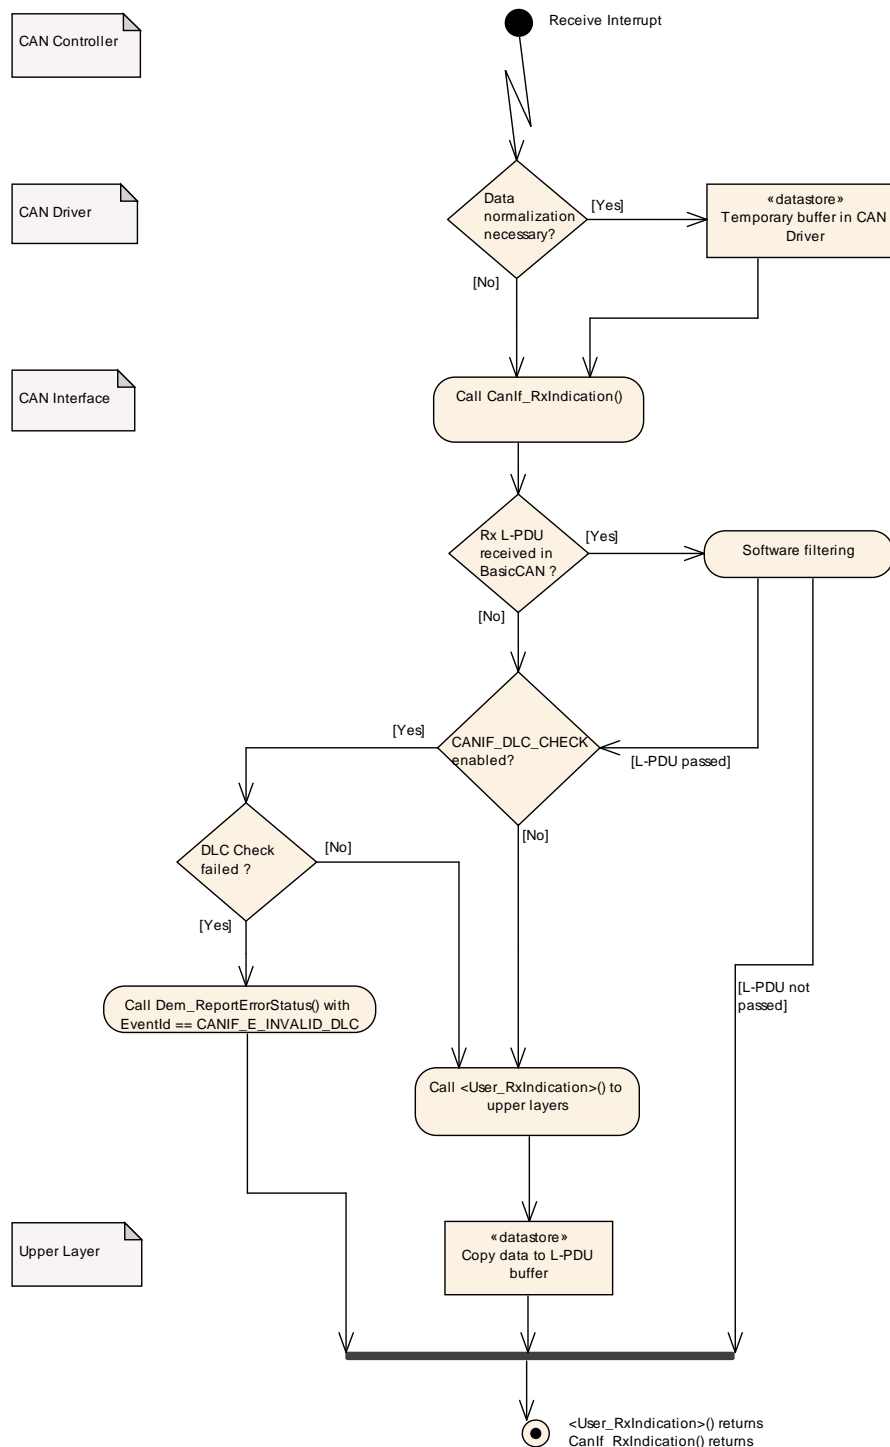 CAN Controller
Receive Interrupt
CAN Driver
Data
normalization
necessary?
[Yes]
«datastore»
Temporary buffer in CAN
Driver
[No]
CAN Interface
Call CanIf_RxIndication()
Rx L-PDU
received in
BasicCAN ?
[Yes]
Software filtering
[No]
[Yes]
CANIF_DLC_CHECK
enabled?
[L-PDU passed]
[No]
DLC Check
failed ?
[No]
[Yes]
[L-PDU not
passed]
Call Dem_ReportErrorStatus() with
EventId == CANIF_E_INVALID_DLC
Call <User_RxIndication>() to
upper layers
Upper Layer
«datastore»
Copy data to L-PDU
buffer
<User_RxIndication>() returns
CanIf_RxIndication() returns